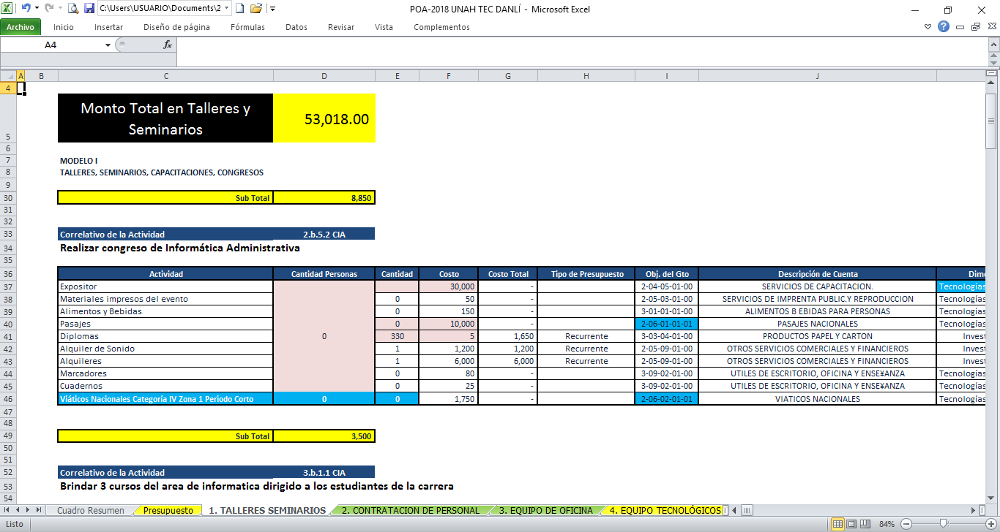 C:\Users\USUARIO\Documents\2
POA-2018 UNAH TEC DANLÍ - Microsoft Excel
Archivo Inicio Insertar Diseño de página Fórmulas Datos Revisar Vista Complementos
A4 fx
A B C D E F G H I J
4
Monto Total en Talleres y
Seminarios
53,018.00
5
6
7 MODELO I
8 TALLERES, SEMINARIOS, CAPACITACIONES, CONGRESOS
9
30 Sub Total 8,850
31
32
33 Correlativo de la Actividad 2.b.5.2 CIA
34 Realizar congreso de Informática Administrativa
35
36 Actividad Cantidad Personas Cantidad Costo Costo Total Tipo de Presupuesto Obj. del Gto Descripción de Cuenta Dime
37 Expositor 30,000 - 2-04-05-01-00 SERVICIOS DE CAPACITACION. Tecnologías
38 Materiales impresos del evento 0 50 - 2-05-03-01-00 SERVICIOS DE IMPRENTA PUBLIC.Y REPRODUCCION Tecnologías
39 Alimentos y Bebidas 0 150 - 3-01-01-01-00 ALIMENTOS B EBIDAS PARA PERSONAS Tecnologías
40 Pasajes 0 10,000 - 2-06-01-01-01 PASAJES NACIONALES Tecnologías
41 Diplomas 0 330 5 1,650 Recurrente 3-03-04-01-00 PRODUCTOS PAPEL Y CARTON Invest
42 Alquiler de Sonido 1 1,200 1,200 Recurrente 2-05-09-01-00 OTROS SERVICIOS COMERCIALES Y FINANCIEROS Invest
43 Alquileres 1 6,000 6,000 Recurrente 2-05-09-01-00 OTROS SERVICIOS COMERCIALES Y FINANCIEROS Invest
44 Marcadores 0 80 - 3-09-02-01-00 UTILES DE ESCRITORIO, OFICINA Y ENSE¥ANZA Tecnologías
45 Cuadernos 0 25 - 3-09-02-01-00 UTILES DE ESCRITORIO, OFICINA Y ENSE¥ANZA Tecnologías
46 Viáticos Nacionales Categoria IV Zona 1 Periodo Corto 0 0 1,750 - 2-06-02-01-01 VIATICOS NACIONALES Tecnologías
47
48
49 Sub Total 3,500
50
51
52 Correlativo de la Actividad 3.b.1.1 CIA
53 Brindar 3 cursos del area de informatica dirigido a los estudiantes de la carrera
54
Cuadro Resumen Presupuesto 1. TALLERES SEMINARIOS 2. CONTRATACION DE PERSONAL 3. EQUIPO DE OFICINA 4. EQUIPO TECNOLÓGICOS
Listo 84%